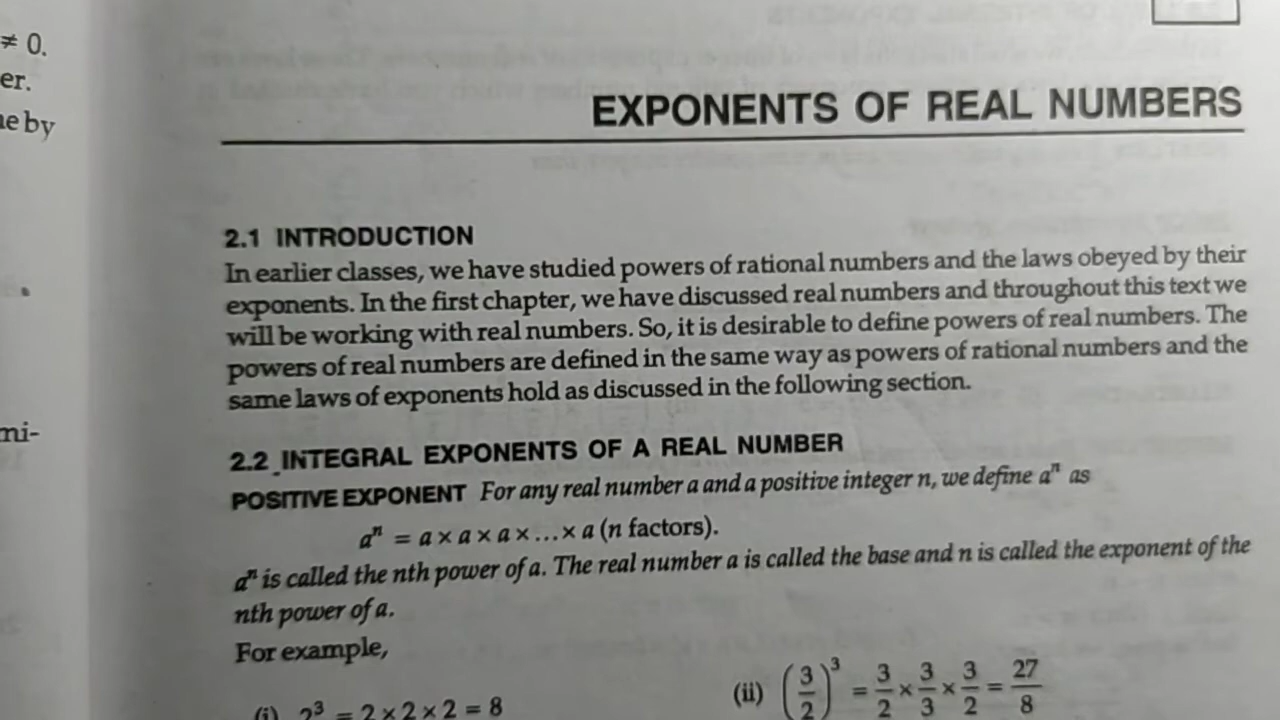 ≠ 0.
er.
ne by
mi-
EXPONENTS OF REAL NUMBERS
2.1 INTRODUCTION
In earlier classes, we have studied powers of rational numbers and the laws obeyed by their
exponents. In the first chapter, we have discussed real numbers and throughout this text we
will be working with real numbers. So, it is desirable to define powers of real numbers. The
powers of real numbers are defined in the same way as powers of rational numbers and the
same laws of exponents hold as discussed in the following section.
2.2 INTEGRAL EXPONENTS OF A REAL NUMBER
POSITIVE EXPONENT For any real number a and a positive integer n, we define aⁿ as
aⁿ = a × a × a × ... × a (n factors).
aⁿ is called the nth power of a. The real number a is called the base and n is called the exponent of the
nth power of a.
For example,
(i) 2³ = 2 × 2 × 2 = 8 (ii) (3/2)³ = 3/2 × 3/3 × 3/2 = 27/8